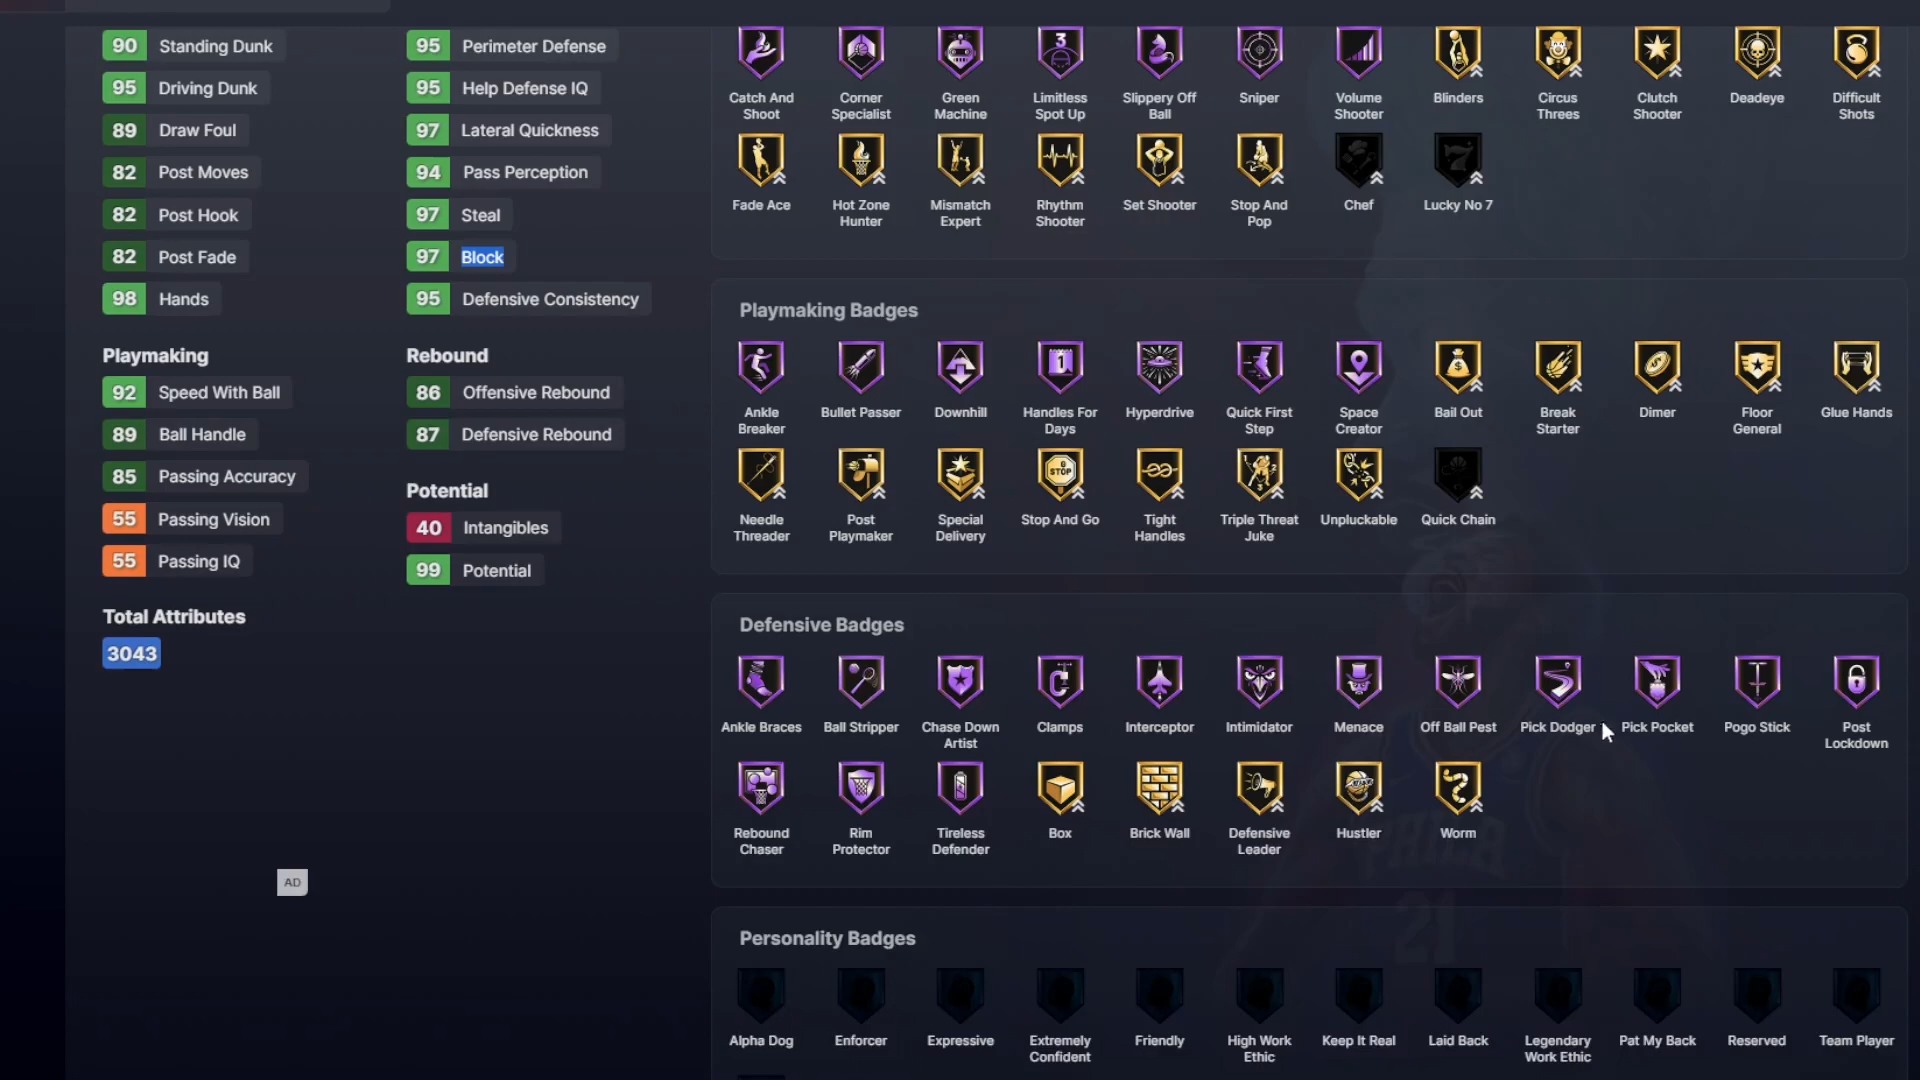 90 Standing Dunk
95 Driving Dunk
89 Draw Foul
82 Post Moves
82 Post Hook
82 Post Fade
98 Hands
Playmaking
92 Speed With Ball
89 Ball Handle
85 Passing Accuracy
55 Passing Vision
55 Passing IQ
Total Attributes
3043
AD
95 Perimeter Defense
95 Help Defense IQ
97 Lateral Quickness
94 Pass Perception
97 Steal
97 Block
95 Defensive Consistency
Rebound
86 Offensive Rebound
87 Defensive Rebound
Potential
40 Intangibles
99 Potential
Catch And Shoot
Corner Specialist
Green Machine
Limitless Spot Up
Slippery Off Ball
Sniper
Volume Shooter
Blinders
Circus Threes
Clutch Shooter
Deadeye
Difficult Shots
Fade Ace
Hot Zone Hunter
Mismatch Expert
Rhythm Shooter
Set Shooter
Stop And Pop
Chef
Lucky No 7
Playmaking Badges
Ankle Breaker
Bullet Passer
Downhill
Handles For Days
Hyperdrive
Quick First Step
Space Creator
Bail Out
Break Starter
Dimer
Floor General
Glue Hands
Needle Threader
Post Playmaker
Special Delivery
Stop And Go
Tight Handles
Triple Threat Juke
Unpluckable
Quick Chain
Defensive Badges
Ankle Braces
Ball Stripper
Chase Down Artist
Clamps
Interceptor
Intimidator
Menace
Off Ball Pest
Pick Dodger
Pick Pocket
Pogo Stick
Post Lockdown
Rebound Chaser
Rim Protector
Tireless Defender
Box
Brick Wall
Defensive Leader
Hustler
Worm
PHILA
21
Personality Badges
Alpha Dog
Enforcer
Expressive
Extremely Confident
Friendly
High Work Ethic
Keep It Real
Laid Back
Legendary Work Ethic
Pat My Back
Reserved
Team Player